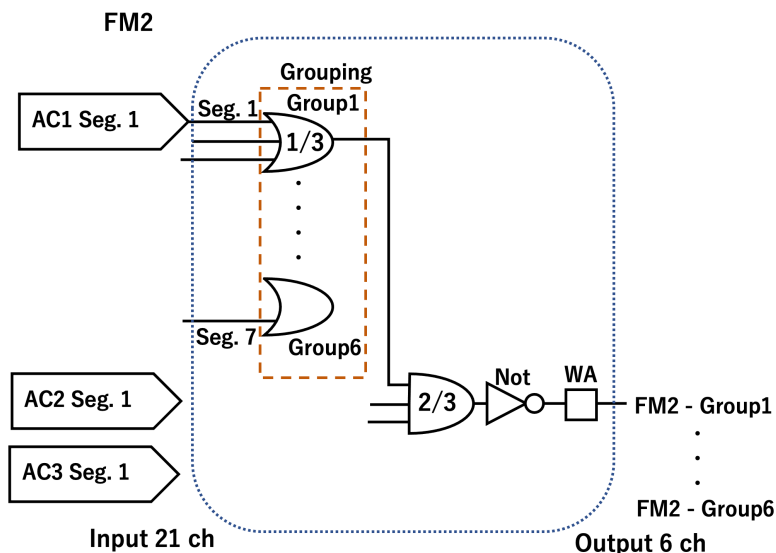 FM2
Grouping
Group1
AC1 Seg. 1
Seg. 1
1/3
Seg. 7
Group6
AC2 Seg. 1
2/3
Not
WA
FM2 - Group1
AC3 Seg. 1
FM2 - Group6
Input 21 ch
Output 6 ch